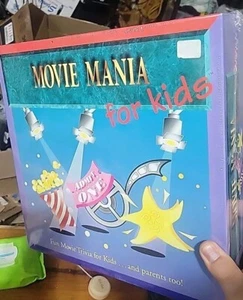 MOVIE MANIA
for kids
ADMIT
ONE
Fun Movie Trivia for Kids . . . and parents too!